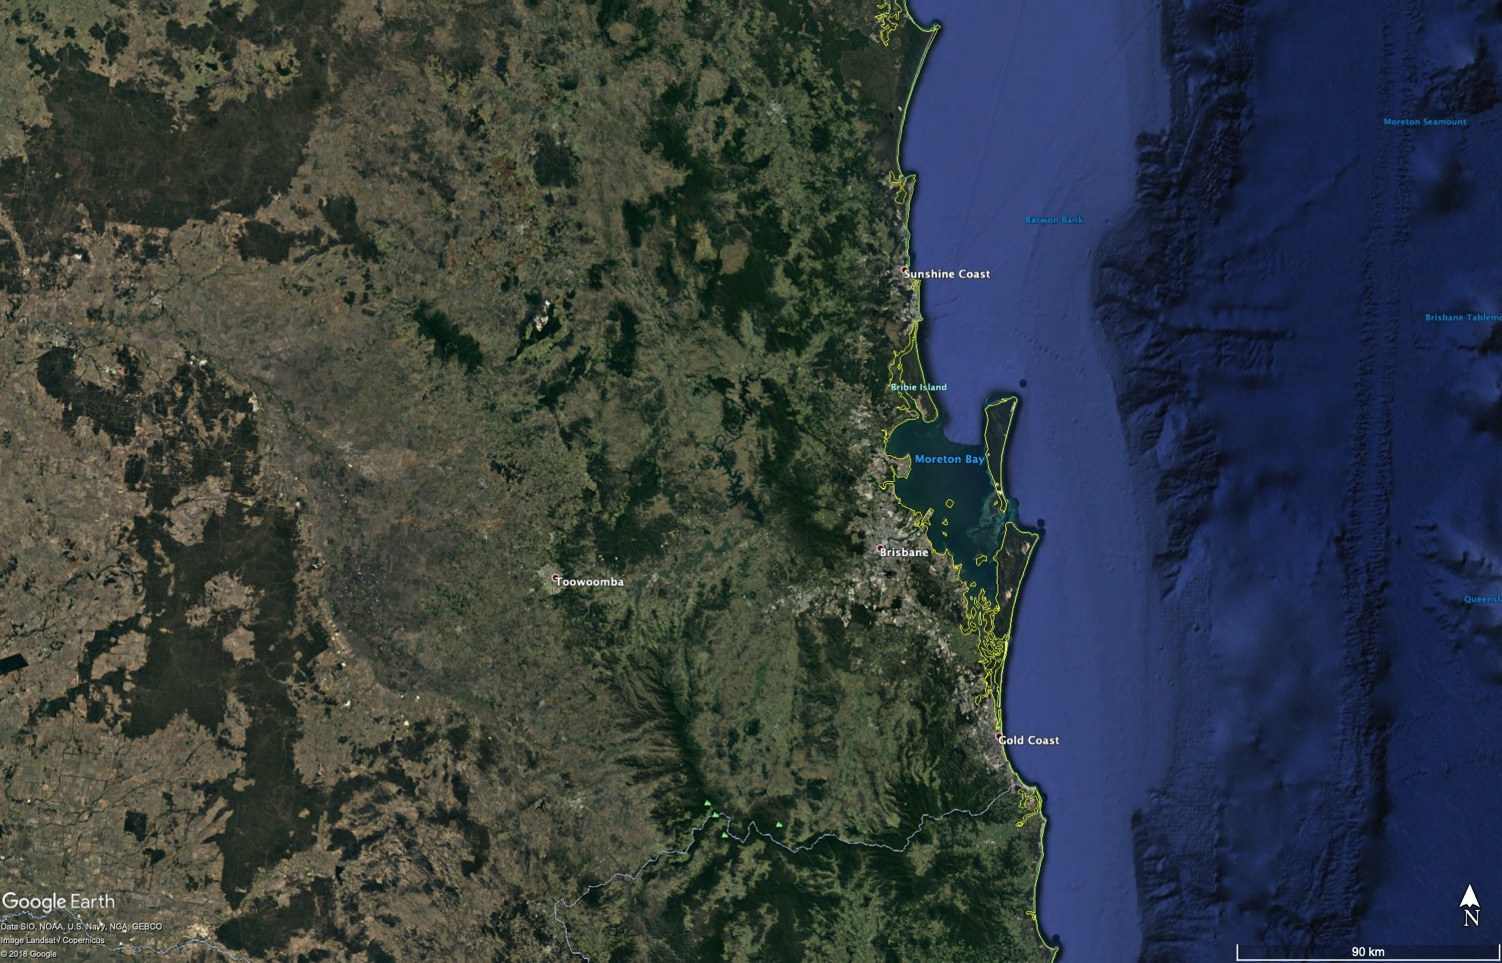 Moreton Seamount
Barwon Bank
Sunshine Coast
Brisbane Tablemo
Bribie Island
Moreton Bay
Brisbane
Toowoomba
Queensl
Gold Coast
Google Earth
Data SIO, NOAA, U.S. Navy, NGA, GEBCO
Image Landsat / Copernicus
© 2018 Google
N
90 km